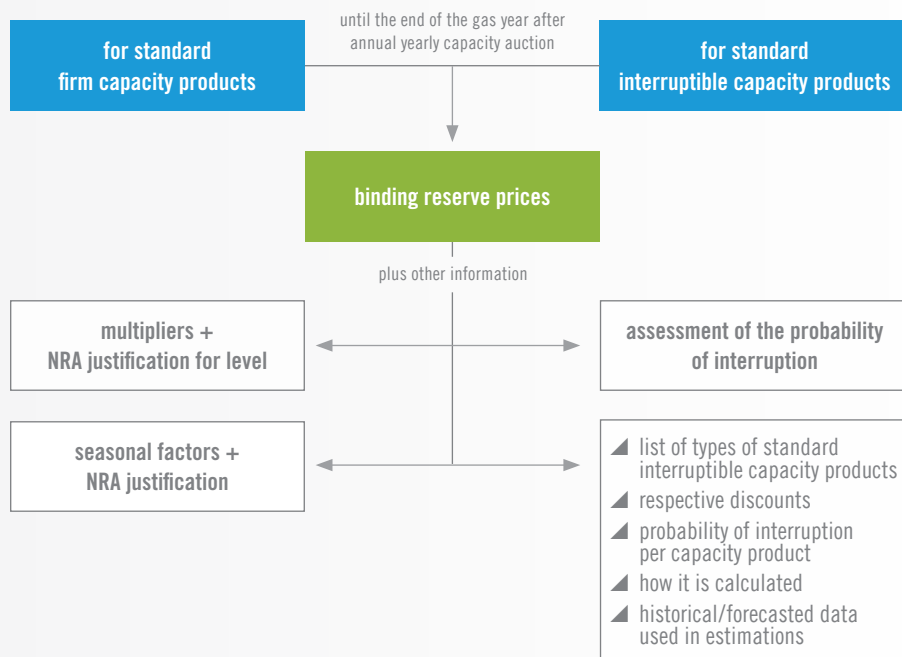 for standard
firm capacity products
until the end of the gas year after
annual yearly capacity auction
for standard
interruptible capacity products
binding reserve prices
plus other information
multipliers +
NRA justification for level
assessment of the probability
of interruption
seasonal factors +
NRA justification
list of types of standard
interruptible capacity products
respective discounts
probability of interruption
per capacity product
how it is calculated
historical/forecasted data
used in estimations